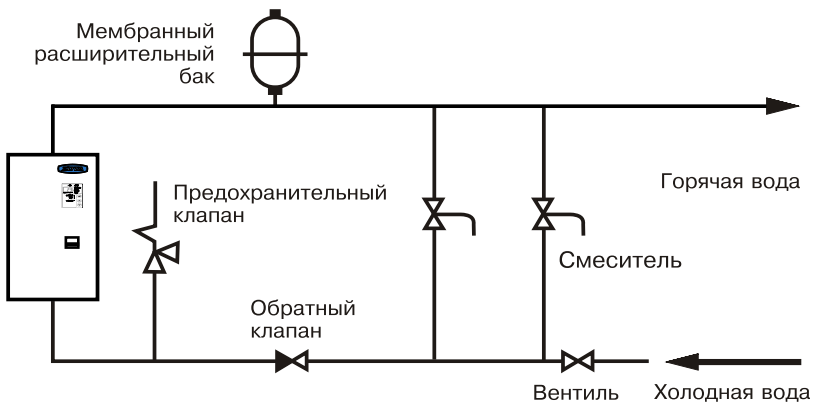 Мембранный
расширительный
бак
Предохранительный
клапан
Горячая вода
Смеситель
Обратный
клапан
Вентиль
Холодная вода